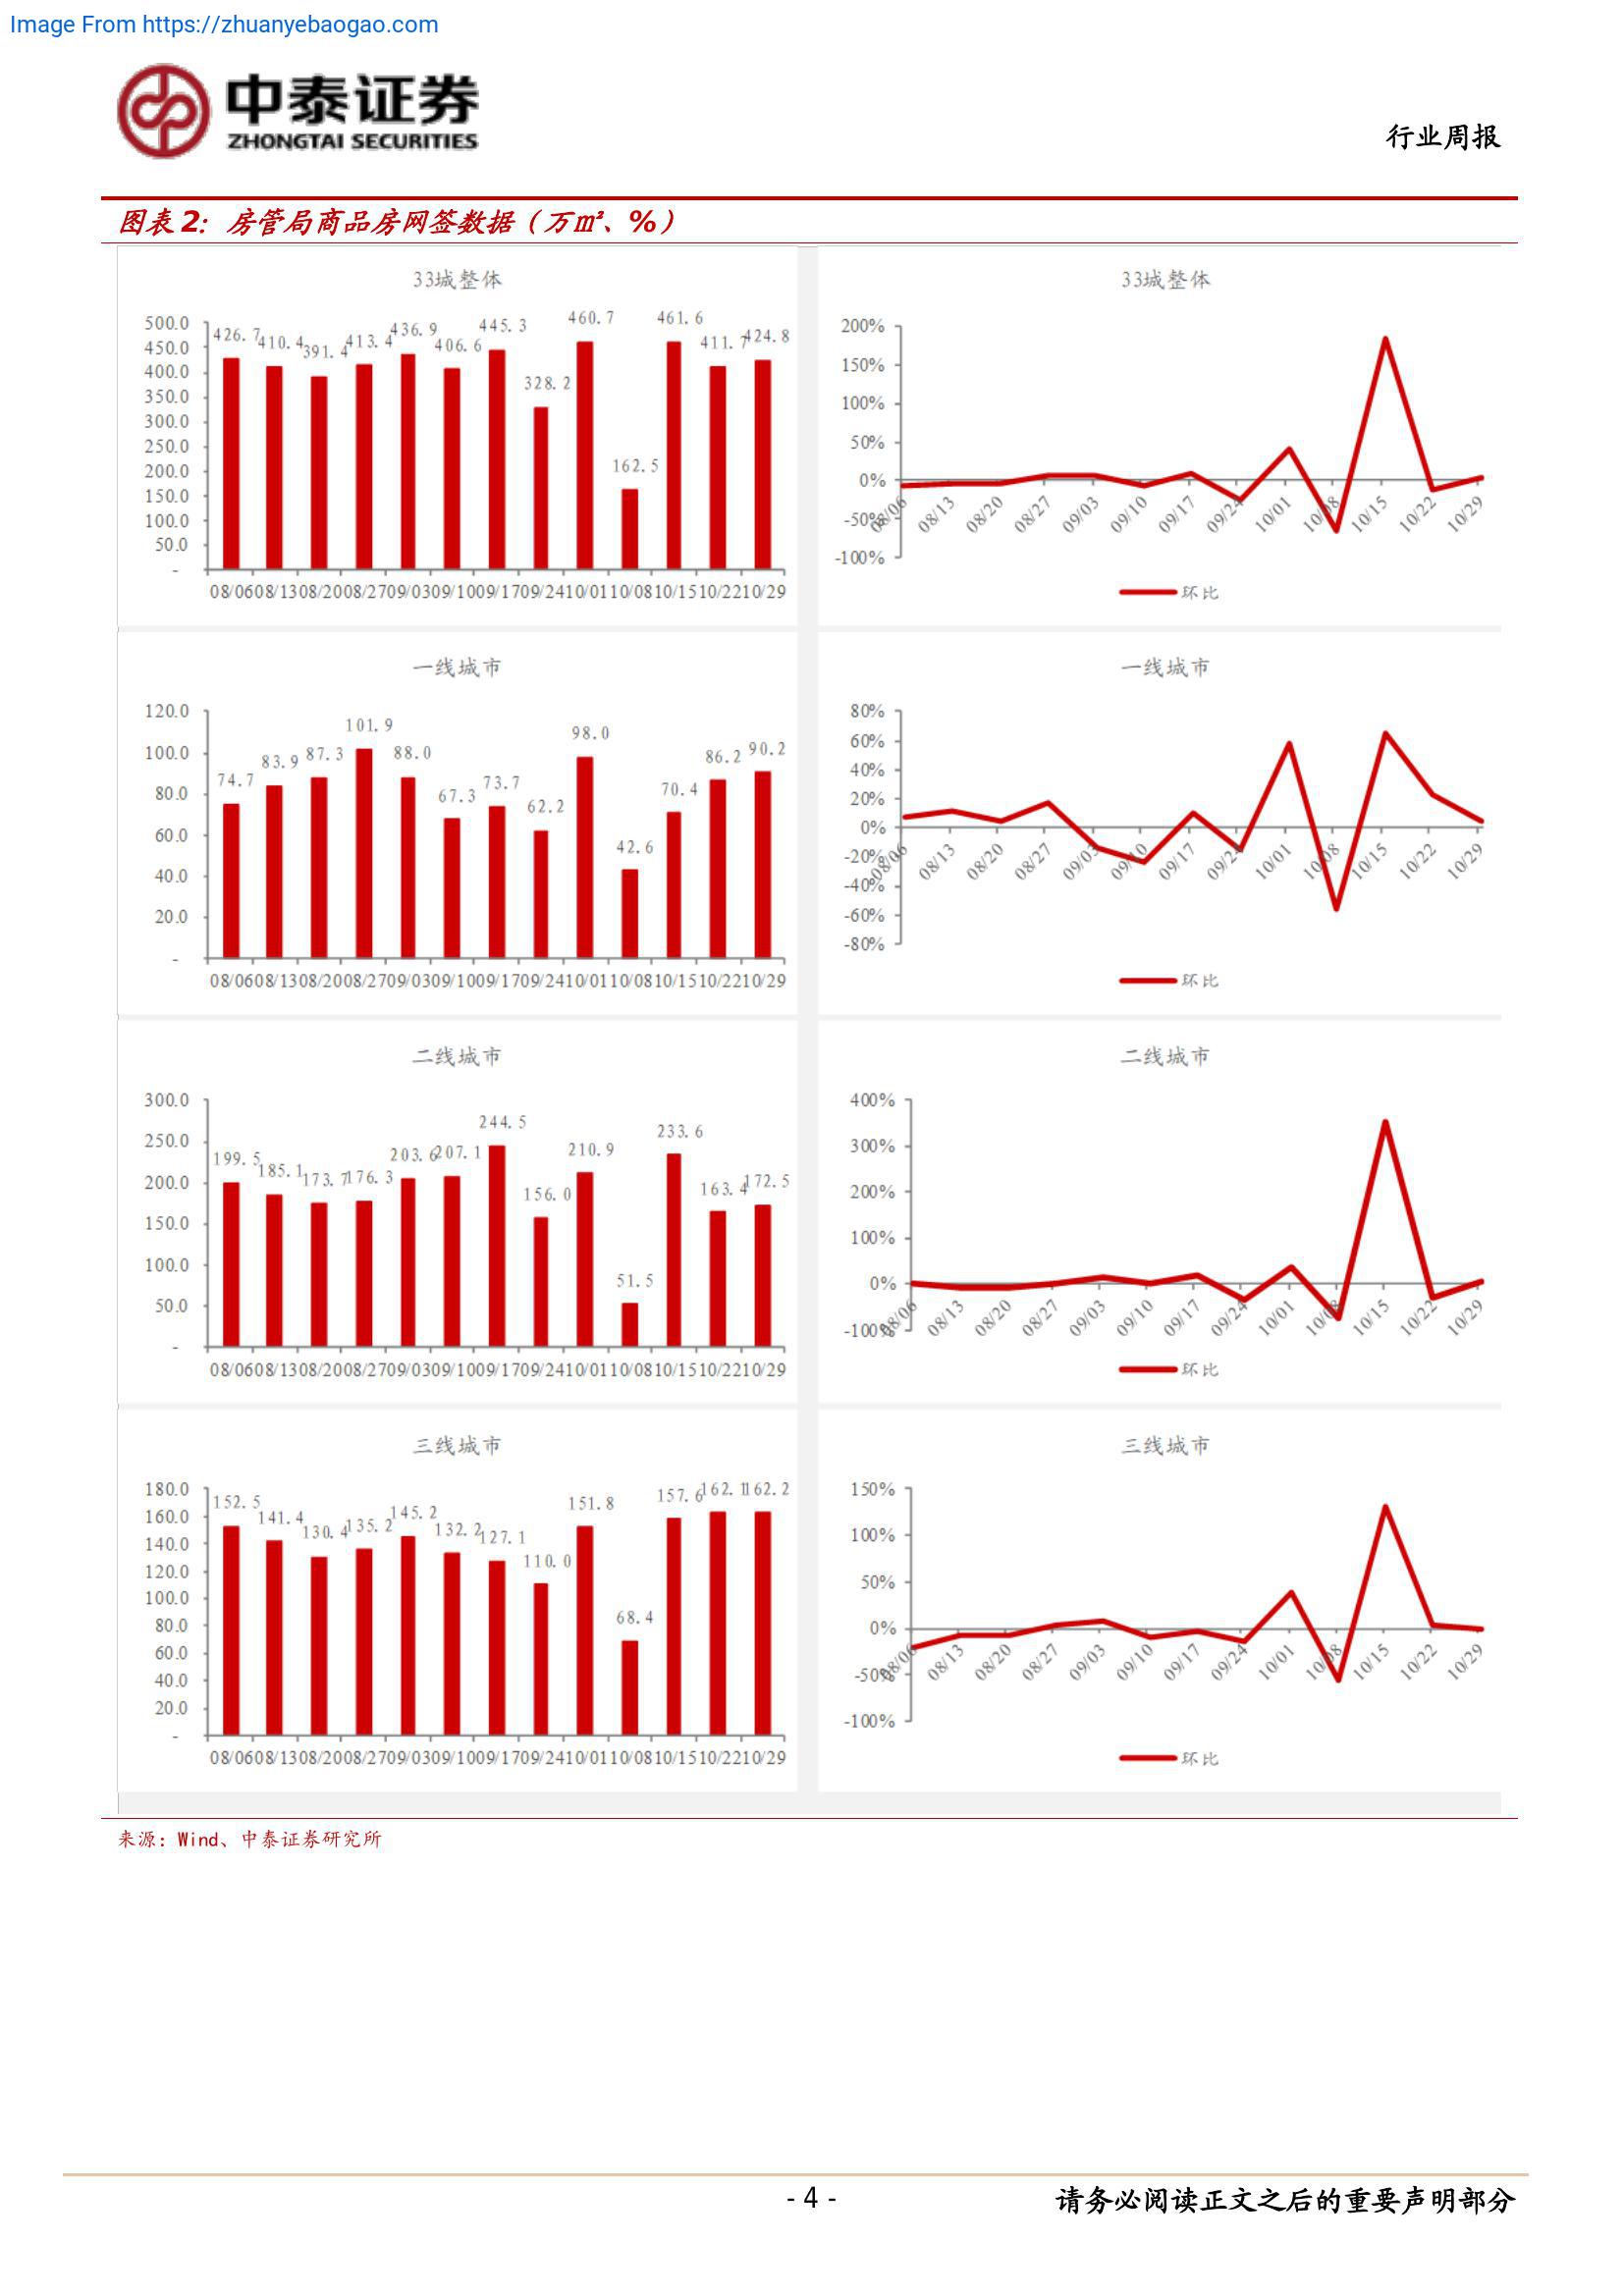 Image From https://zhuanyebaogao.com
中泰证券
ZHONGTAI SECURITIES
行业周报
图表 2：房管局商品房网签数据（万㎡、%）
33城整体
500.0
450.0
400.0
350.0
300.0
250.0
200.0
150.0
100.0
50.0
-
426.7 410.4 391.4 413.4 436.9 406.6 445.3 328.2 460.7 162.5 461.6 411.7 424.8
08/06 08/13 08/20 08/27 09/03 09/10 09/17 09/24 10/01 10/08 10/15 10/22 10/29
33城整体
200%
150%
100%
50%
0%
-50%
-100%
08/06 08/13 08/20 08/27 09/03 09/10 09/17 09/24 10/01 10/08 10/15 10/22 10/29
环比
一线城市
120.0
100.0
80.0
60.0
40.0
20.0
-
74.7 83.9 87.3 101.9 88.0 67.3 73.7 62.2 98.0 42.6 70.4 86.2 90.2
08/06 08/13 08/20 08/27 09/03 09/10 09/17 09/24 10/01 10/08 10/15 10/22 10/29
一线城市
80%
60%
40%
20%
0%
-20%
-40%
-60%
-80%
08/06 08/13 08/20 08/27 09/03 09/10 09/17 09/24 10/01 10/08 10/15 10/22 10/29
环比
二线城市
300.0
250.0
200.0
150.0
100.0
50.0
-
199.5 185.1 173.7 176.3 203.6 207.1 244.5 156.0 210.9 51.5 233.6 163.4 172.5
08/06 08/13 08/20 08/27 09/03 09/10 09/17 09/24 10/01 10/08 10/15 10/22 10/29
二线城市
400%
300%
200%
100%
0%
-100%
08/06 08/13 08/20 08/27 09/03 09/10 09/17 09/24 10/01 10/08 10/15 10/22 10/29
环比
三线城市
180.0
160.0
140.0
120.0
100.0
80.0
60.0
40.0
20.0
-
152.5 141.4 130.4 135.2 145.2 132.2 127.1 110.0 151.8 68.4 157.6 162.1 162.2
08/06 08/13 08/20 08/27 09/03 09/10 09/17 09/24 10/01 10/08 10/15 10/22 10/29
三线城市
150%
100%
50%
0%
-50%
-100%
08/06 08/13 08/20 08/27 09/03 09/10 09/17 09/24 10/01 10/08 10/15 10/22 10/29
环比
来源：Wind、中泰证券研究所
- 4 -
请务必阅读正文之后的重要声明部分